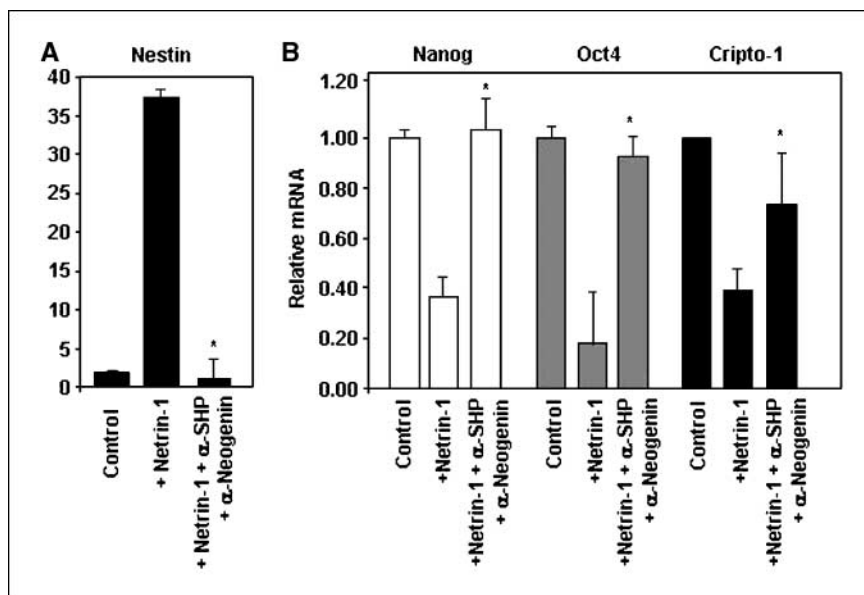 A
Nestin
40
35
30
25
20
15
10
5
0
*
Control
+ Netrin-1
+ Netrin-1 + α-SHP
+ α-Neogenin
B
Nanog
Oct4
Cripto-1
Relative mRNA
1.20
1.00
0.80
0.60
0.40
0.20
0.00
*
*
*
Control
+Netrin-1
+Netrin-1 + α-SHP
+ α-Neogenin
Control
+Netrin-1
+Netrin-1 + α-SHP
+ α-Neogenin
Control
+Netrin-1
+Netrin-1 + α-SHP
+ α-Neogenin